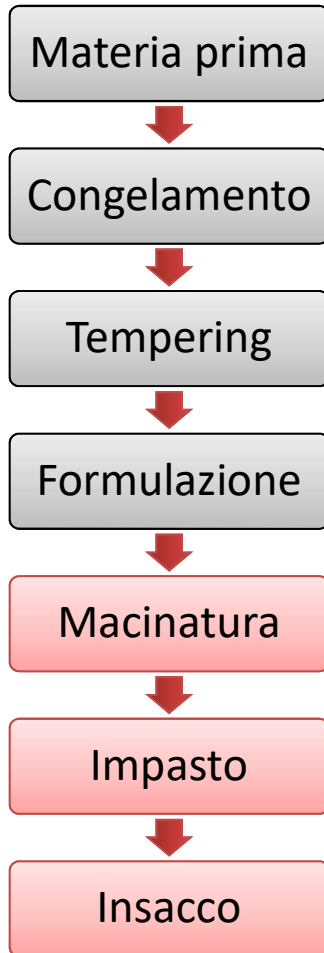 Materia prima
Congelamento
Tempering
Formulazione
Macinatura
Impasto
Insacco